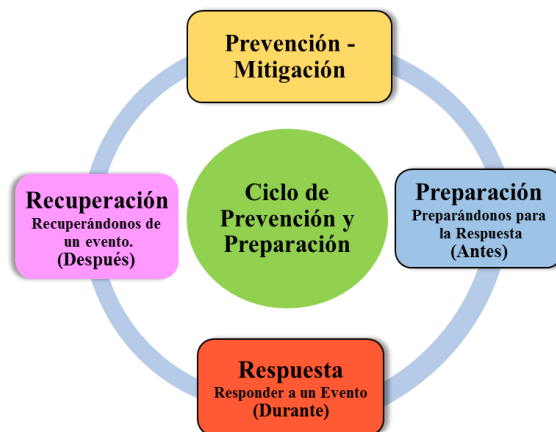 Prevención -
Mitigación
Ciclo de
Prevención y
Preparación
Preparación
Preparándonos para
la Respuesta
(Antes)
Respuesta
Responder a un Evento
(Durante)
Recuperación
Recuperándonos de
un evento.
(Después)